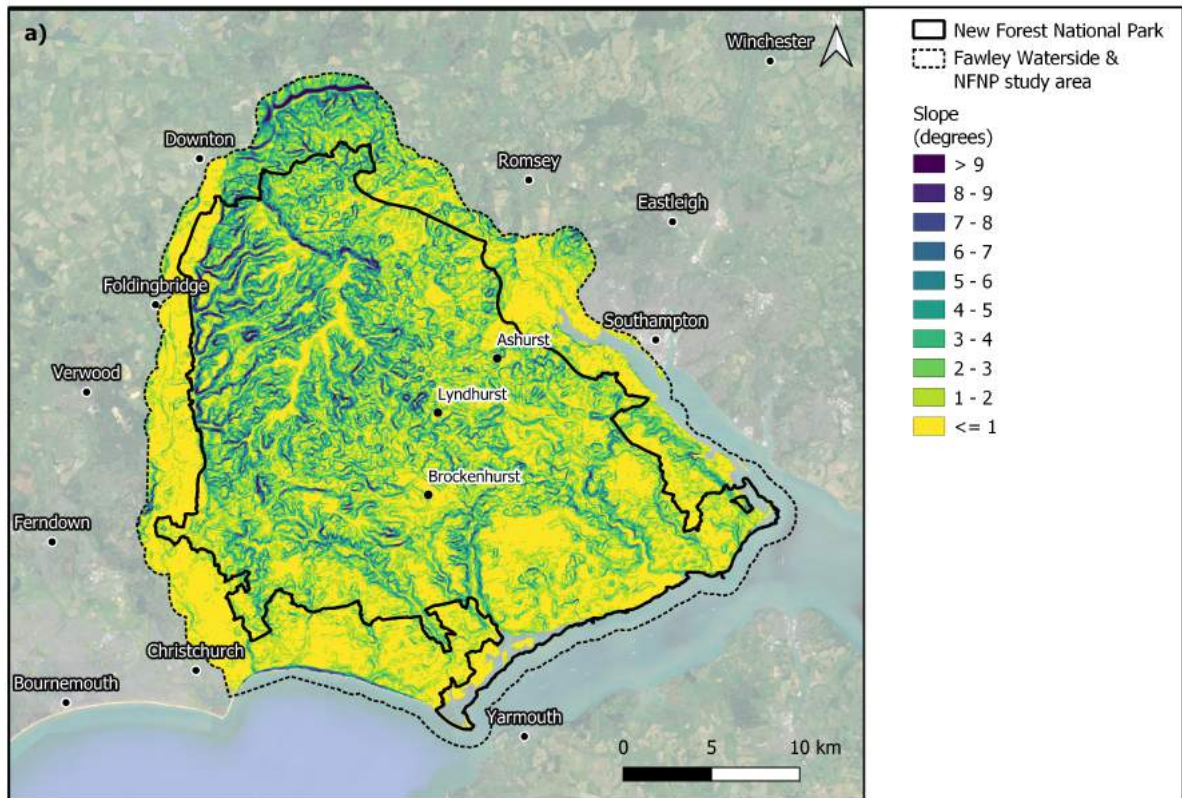 a)
N
Winchester
Downton
Romsey
Eastleigh
Foldingbridge
Southampton
Ashurst
Verwood
Lyndhurst
Brockenhurst
Ferndown
Christchurch
Bournemouth
Yarmouth
0 5 10 km
New Forest National Park
Fawley Waterside &
NFNP study area
Slope
(degrees)
> 9
8 - 9
7 - 8
6 - 7
5 - 6
4 - 5
3 - 4
2 - 3
1 - 2
<= 1